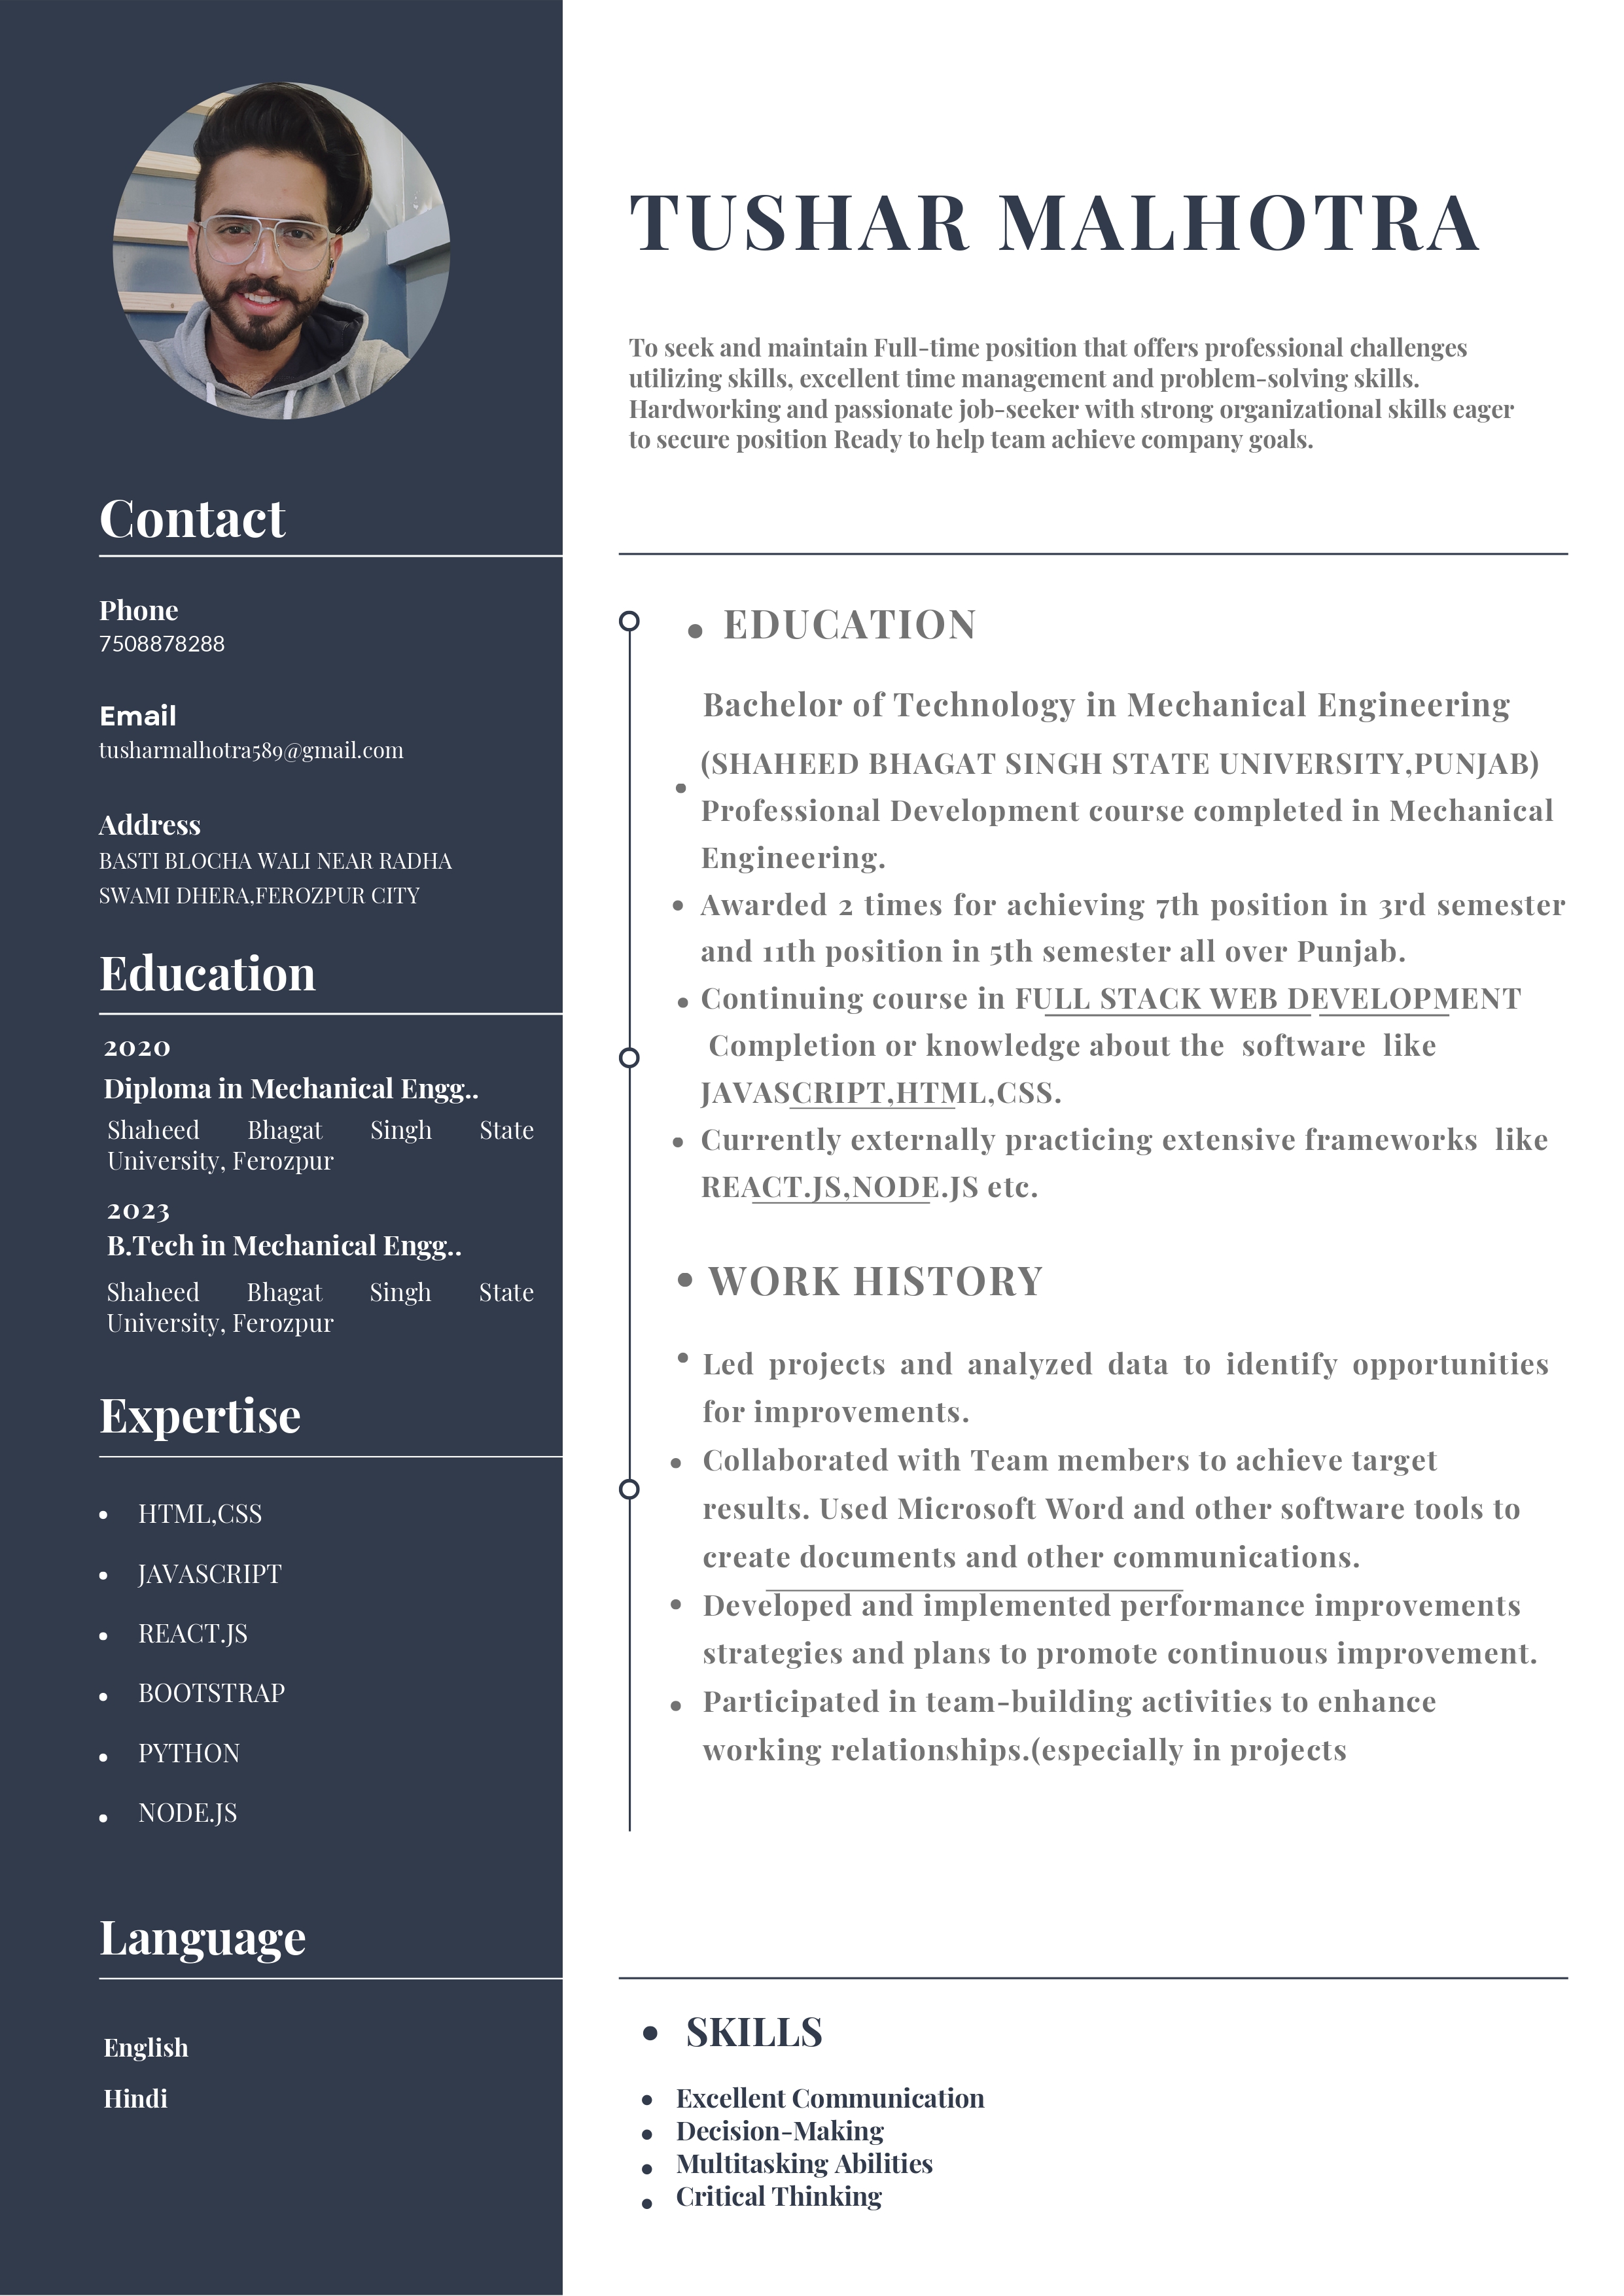 Contact
Phone
7508878288
Email
tusharmalhotra589@gmail.com
Address
BASTI BLOCHA WALI NEAR RADHA
SWAMI DHERA,FEROZPUR CITY
Education
2020
Diploma in Mechanical Engg..
Shaheed Bhagat Singh State
University, Ferozpur
2023
B.Tech in Mechanical Engg..
Shaheed Bhagat Singh State
University, Ferozpur
Expertise
• HTML,CSS
• JAVASCRIPT
• REACT.JS
• BOOTSTRAP
• PYTHON
• NODE.JS
Language
English
Hindi
TUSHAR MALHOTRA
To seek and maintain Full-time position that offers professional challenges
utilizing skills, excellent time management and problem-solving skills.
Hardworking and passionate job-seeker with strong organizational skills eager
to secure position Ready to help team achieve company goals.
• EDUCATION
Bachelor of Technology in Mechanical Engineering
(SHAHEED BHAGAT SINGH STATE UNIVERSITY,PUNJAB)
• Professional Development course completed in Mechanical
Engineering.
• Awarded 2 times for achieving 7th position in 3rd semester
and 11th position in 5th semester all over Punjab.
• Continuing course in FULL STACK WEB DEVELOPMENT
Completion or knowledge about the software like
JAVASCRIPT,HTML,CSS.
• Currently externally practicing extensive frameworks like
REACT.JS,NODE.JS etc.
• WORK HISTORY
• Led projects and analyzed data to identify opportunities
for improvements.
• Collaborated with Team members to achieve target
results. Used Microsoft Word and other software tools to
create documents and other communications.
• Developed and implemented performance improvements
strategies and plans to promote continuous improvement.
• Participated in team-building activities to enhance
working relationships.(especially in projects
• SKILLS
• Excellent Communication
• Decision-Making
• Multitasking Abilities
• Critical Thinking